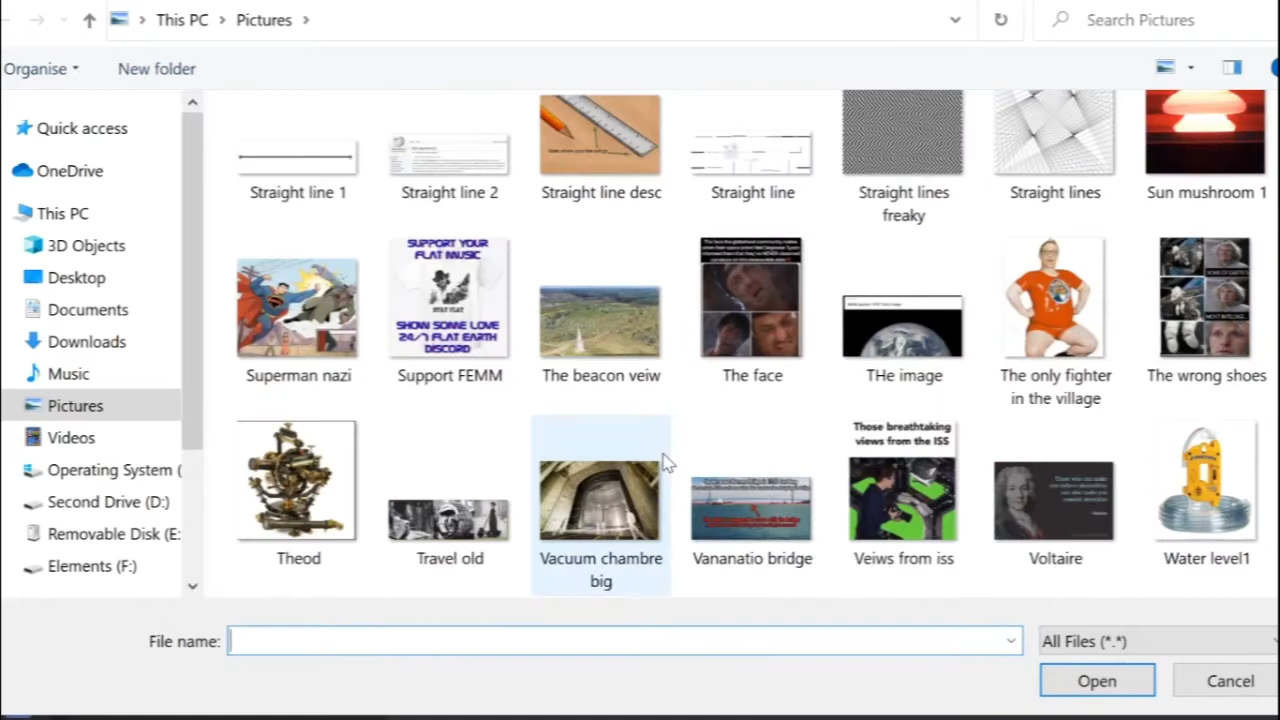 This PC > Pictures >
Search Pictures
Organise
New folder
Quick access
OneDrive
This PC
3D Objects
Desktop
Documents
Downloads
Music
Pictures
Videos
Operating System (
Second Drive (D:)
Removable Disk (E:
Elements (F:)
Straight line 1
Straight line 2
Straight line desc
Straight line
Straight lines
freaky
Straight lines
Sun mushroom 1
SUPPORT YOUR
FLAT MUSIC
STAY FLAT
SHOW SOME LOVE
24/7 FLAT EARTH
DISCORD
Superman nazi
Support FEMM
The beacon veiw
The face
THe image
The only fighter
in the village
The wrong shoes
Those breathtaking
views from the ISS
Theod
Travel old
Vacuum chambre
big
Vananatio bridge
Veiws from iss
Voltaire
Water level1
File name:
All Files (*.*)
Open
Cancel